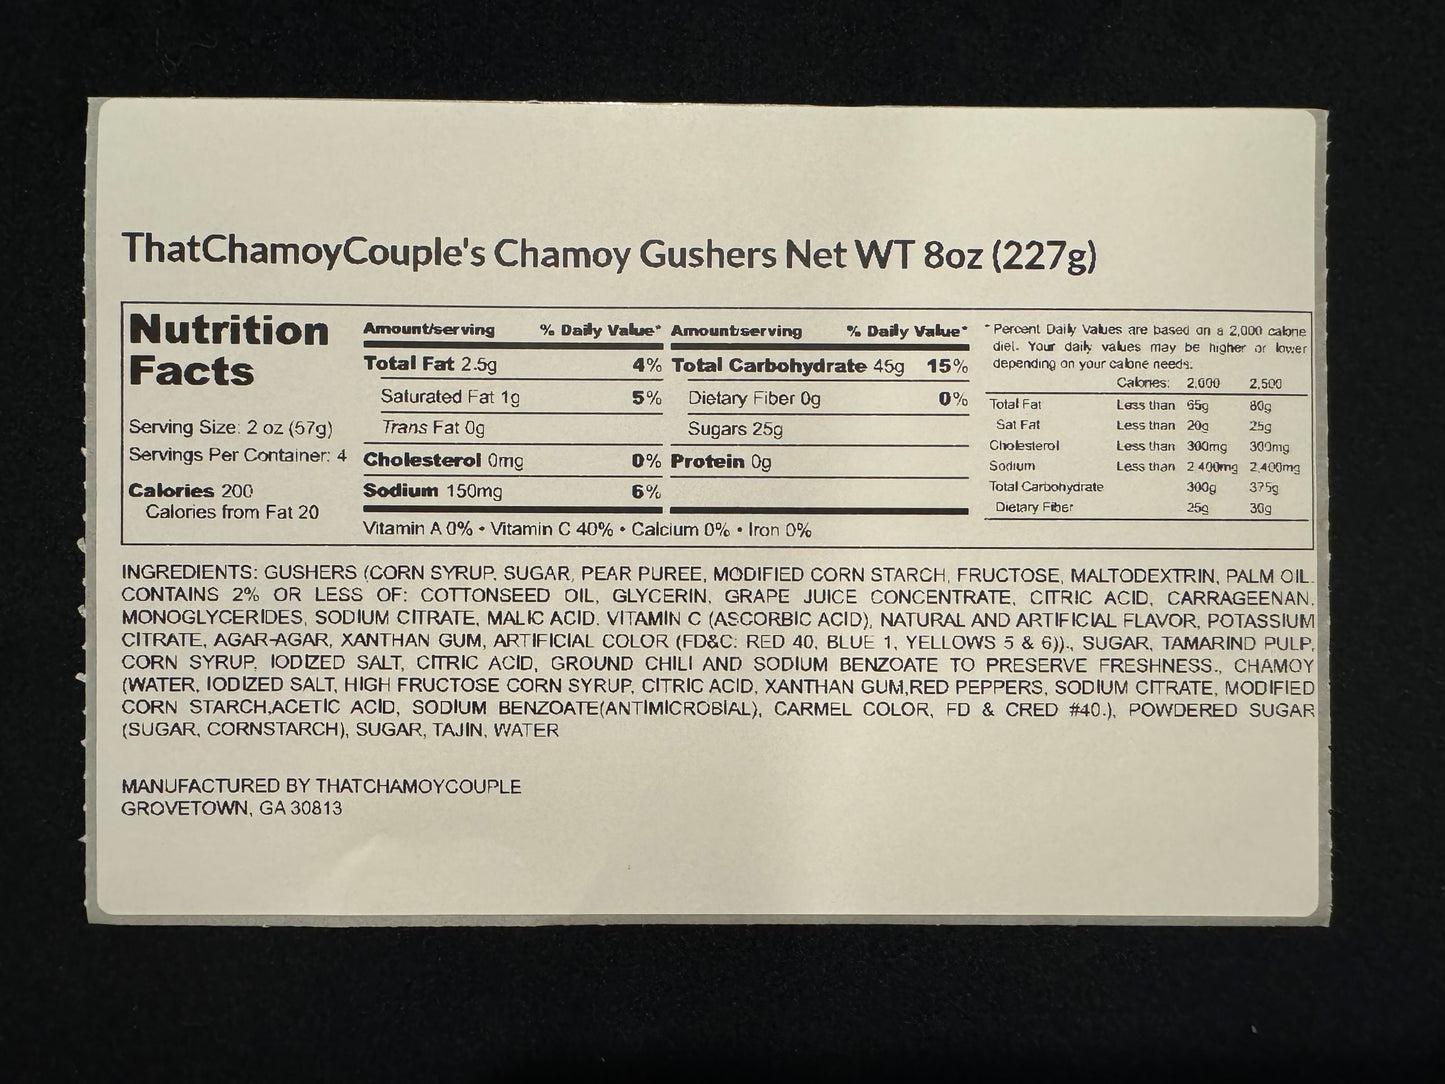 ThatChamoyCouple's Chamoy Gushers Net WT 8oz (227g)
Nutrition
Facts
Serving Size: 2 oz (57g)
Servings Per Container: 4
Calories 200
Calories from Fat 20
Amount/serving % Daily Value*
Total Fat 2.5g 4%
Saturated Fat 1g 5%
Trans Fat 0g
Cholesterol 0mg 0%
Sodium 150mg 6%
Amount/serving % Daily Value*
Total Carbohydrate 45g 15%
Dietary Fiber 0g 0%
Sugars 25g
Protein 0g
Vitamin A 0% • Vitamin C 40% • Calcium 0% • Iron 0%
* Percent Daily Values are based on a 2,000 calorie
diet. Your daily values may be higher or lower
depending on your calorie needs.
Calories: 2,000 2,500
Total Fat Less than 65g 80g
Sat Fat Less than 20g 25g
Cholesterol Less than 300mg 300mg
Sodium Less than 2,400mg 2,400mg
Total Carbohydrate 300g 375g
Dietary Fiber 25g 30g
INGREDIENTS: GUSHERS (CORN SYRUP, SUGAR, PEAR PUREE, MODIFIED CORN STARCH, FRUCTOSE, MALTODEXTRIN, PALM OIL.
CONTAINS 2% OR LESS OF: COTTONSEED OIL, GLYCERIN, GRAPE JUICE CONCENTRATE, CITRIC ACID, CARRAGEENAN,
MONOGLYCERIDES, SODIUM CITRATE, MALIC ACID, VITAMIN C (ASCORBIC ACID), NATURAL AND ARTIFICIAL FLAVOR, POTASSIUM
CITRATE, AGAR-AGAR, XANTHAN GUM, ARTIFICIAL COLOR (FD&C: RED 40, BLUE 1, YELLOWS 5 & 6))., SUGAR, TAMARIND PULP,
CORN SYRUP, IODIZED SALT, CITRIC ACID, GROUND CHILI AND SODIUM BENZOATE TO PRESERVE FRESHNESS., CHAMOY
(WATER, IODIZED SALT, HIGH FRUCTOSE CORN SYRUP, CITRIC ACID, XANTHAN GUM,RED PEPPERS, SODIUM CITRATE, MODIFIED
CORN STARCH,ACETIC ACID, SODIUM BENZOATE(ANTIMICROBIAL), CARMEL COLOR, FD & CRED #40.), POWDERED SUGAR
(SUGAR, CORNSTARCH), SUGAR, TAJIN, WATER
MANUFACTURED BY THATCHAMOYCOUPLE
GROVETOWN, GA 30813